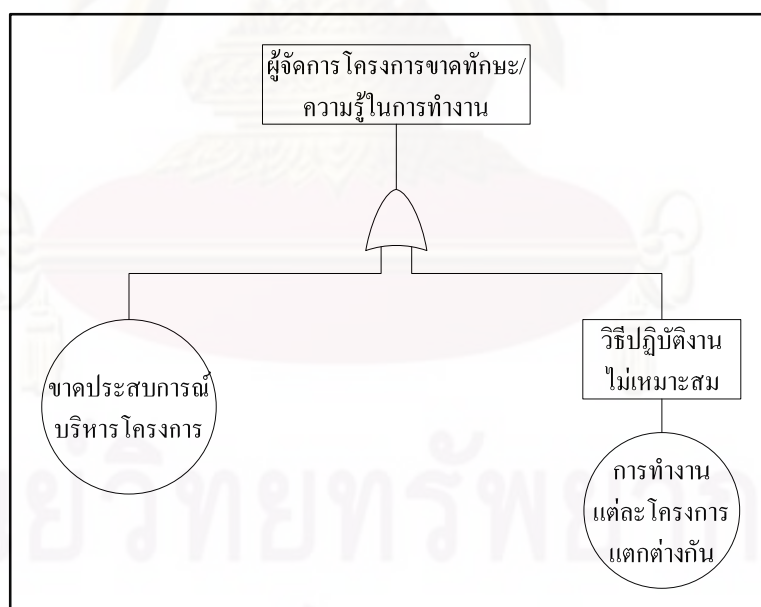 ผู้จัดการโครงการขาดทักษะ/
ความรู้ในการทำงาน
ขาดประสบการณ์
บริหารโครงการ
วิธีปฏิบัติงาน
ไม่เหมาะสม
การทำงาน
แต่ละโครงการ
แตกต่างกัน